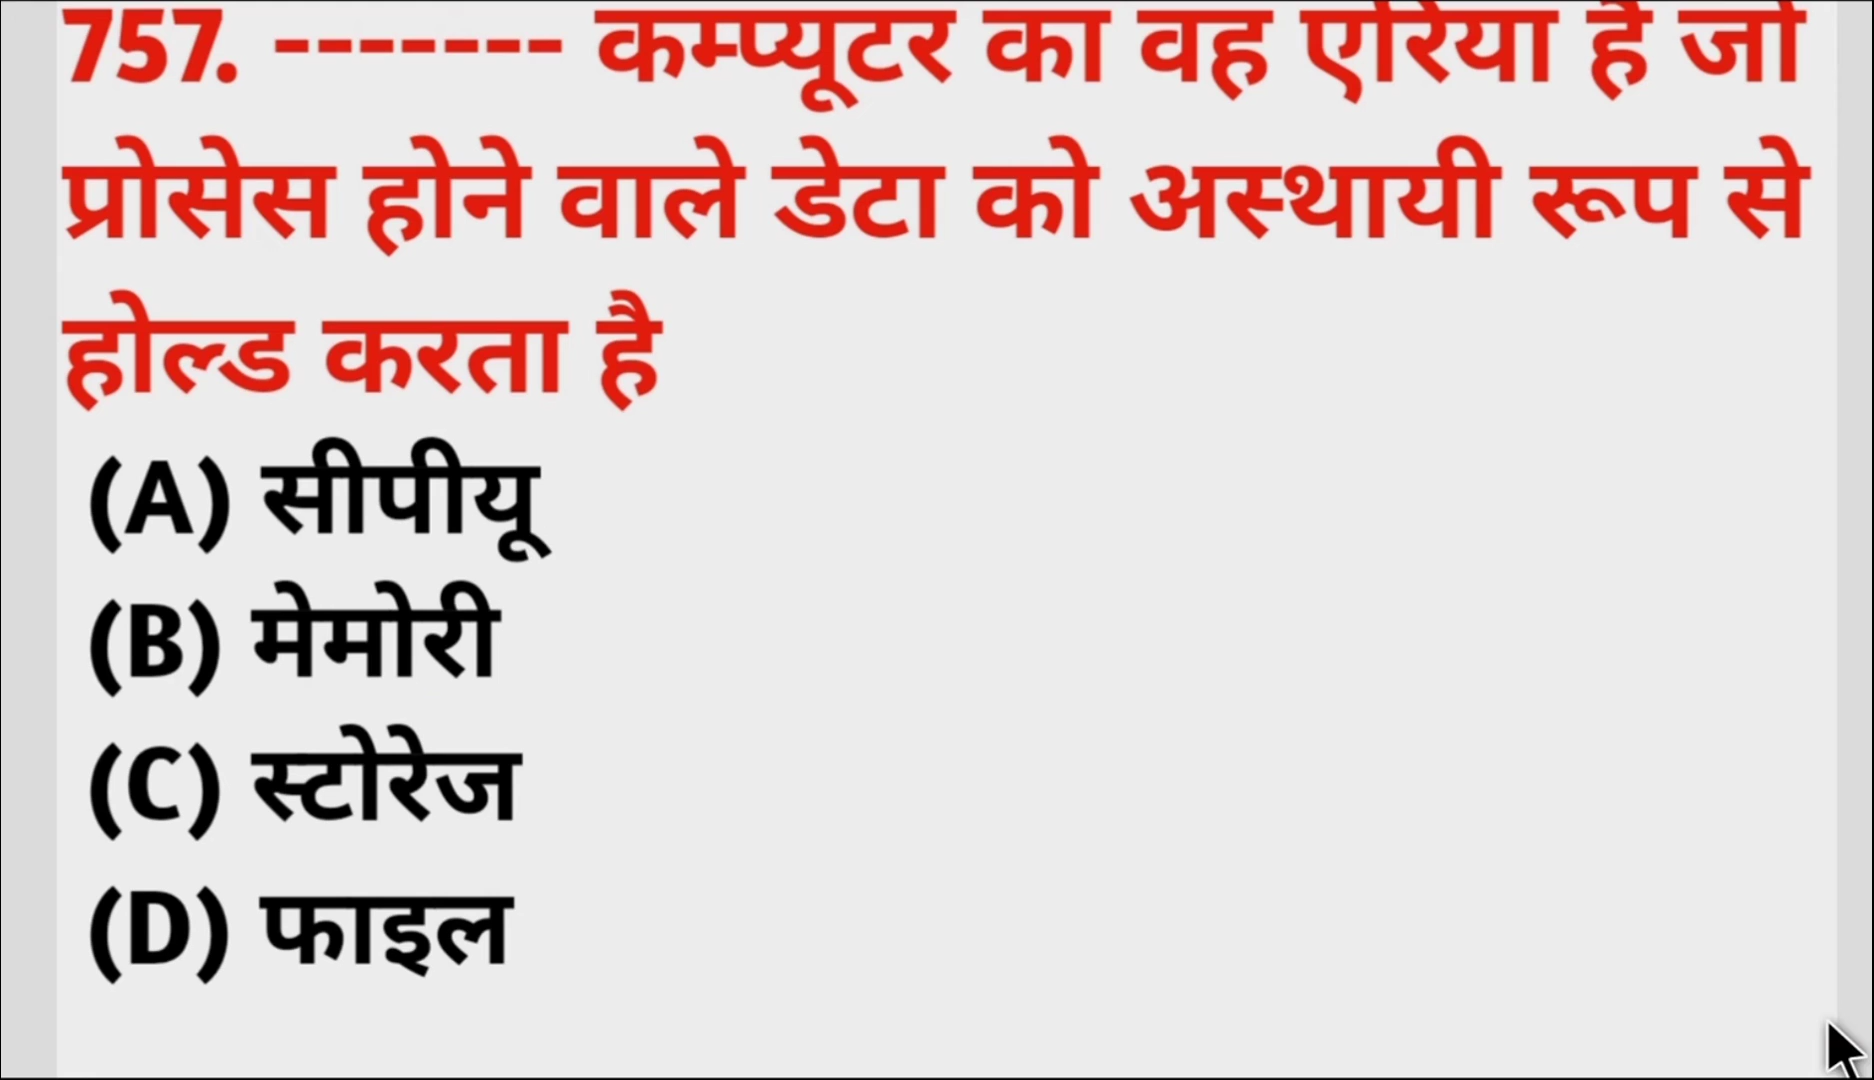 757. ------- कम्प्यूटर का वह एरिया है जो
प्रोसेस होने वाले डेटा को अस्थायी रूप से
होल्ड करता है
(A) सीपीयू
(B) मेमोरी
(C) स्टोरेज
(D) फाइल